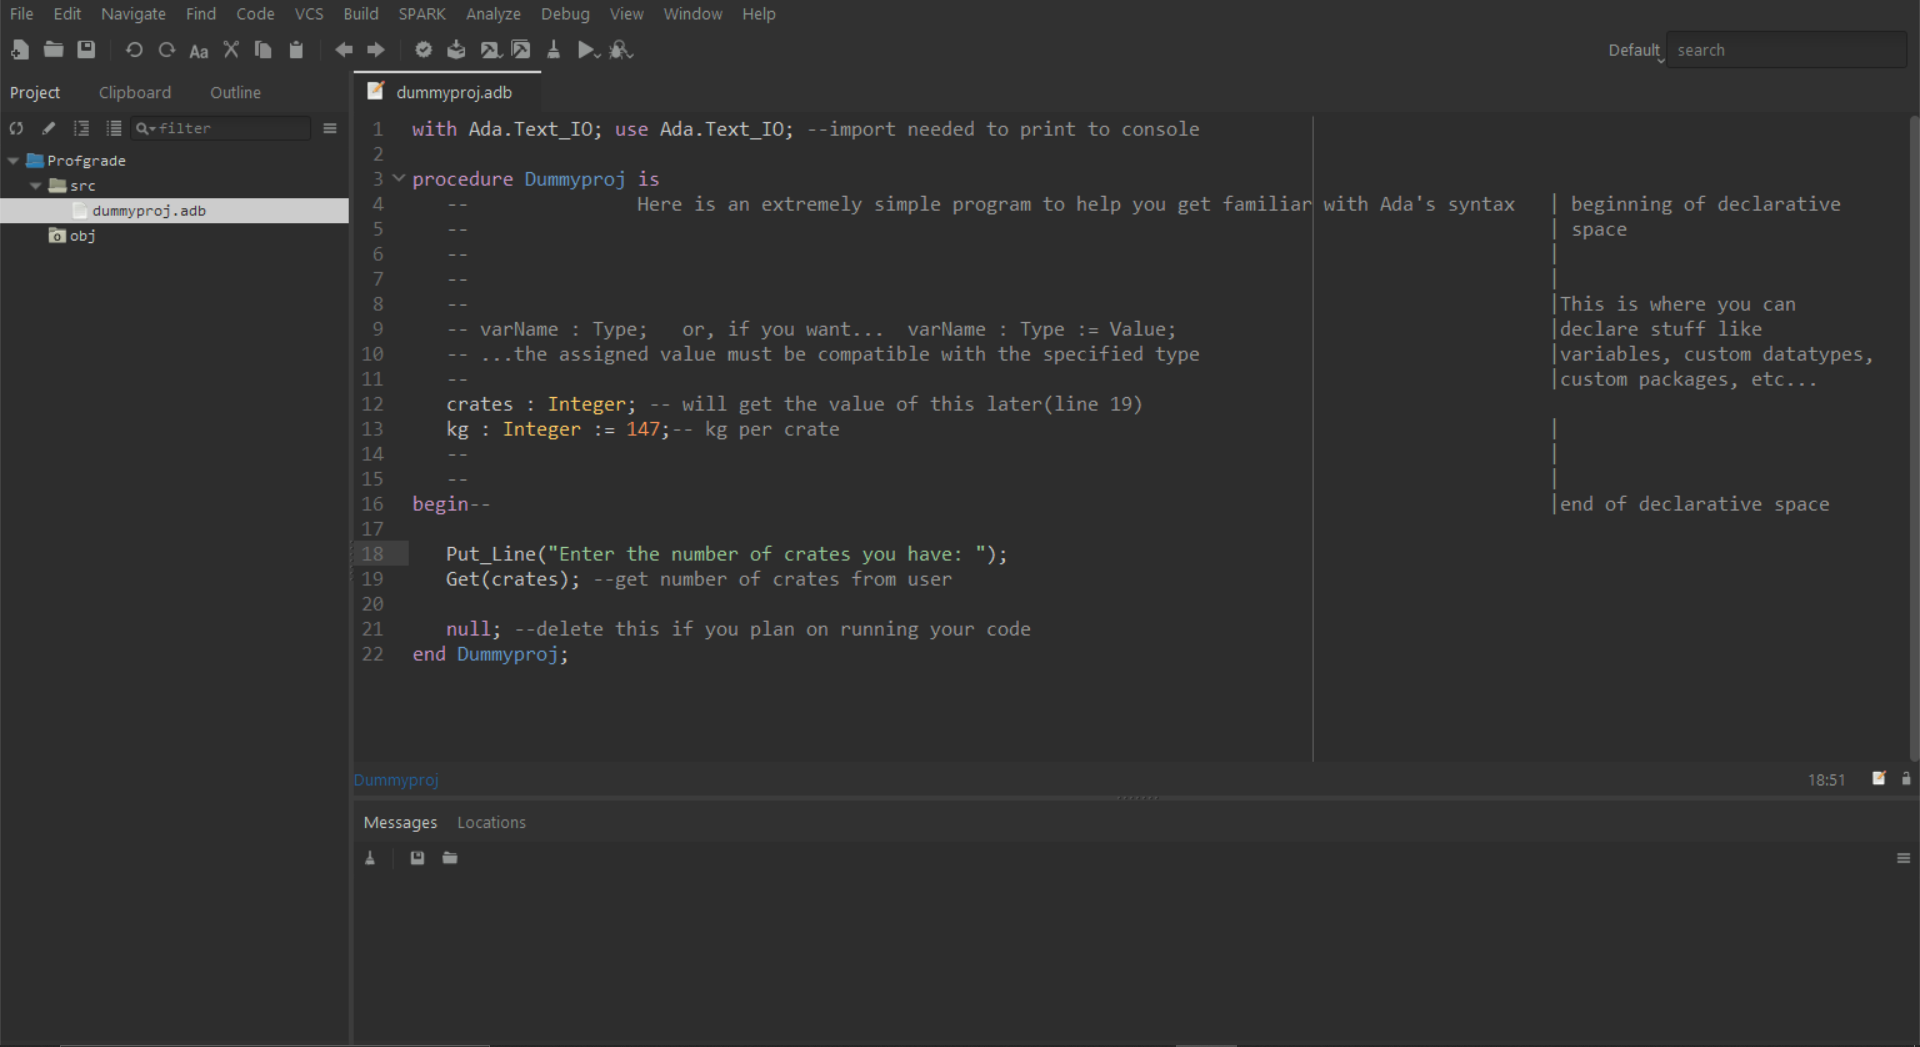 File Edit Navigate Find Code VCS Build SPARK Analyze Debug View Window Help
Aa Default search
Project Clipboard Outline
filter
Profgrade
src
dummyproj.adb
obj
dummyproj.adb
1 with Ada.Text_IO; use Ada.Text_IO; --import needed to print to console
2
3 procedure Dummyproj is
4 -- Here is an extremely simple program to help you get familiar with Ada's syntax | beginning of declarative
5 -- | space
6 -- |
7 -- |
8 -- |This is where you can
9 -- varName : Type; or, if you want... varName : Type := Value; |declare stuff like
10 -- ...the assigned value must be compatible with the specified type |variables, custom datatypes,
11 -- |custom packages, etc...
12 crates : Integer; -- will get the value of this later(line 19)
13 kg : Integer := 147;-- kg per crate |
14 -- |
15 -- |
16 begin-- |end of declarative space
17
18 Put_Line("Enter the number of crates you have: ");
19 Get(crates); --get number of crates from user
20
21 null; --delete this if you plan on running your code
22 end Dummyproj;
Dummyproj 18:51
Messages Locations